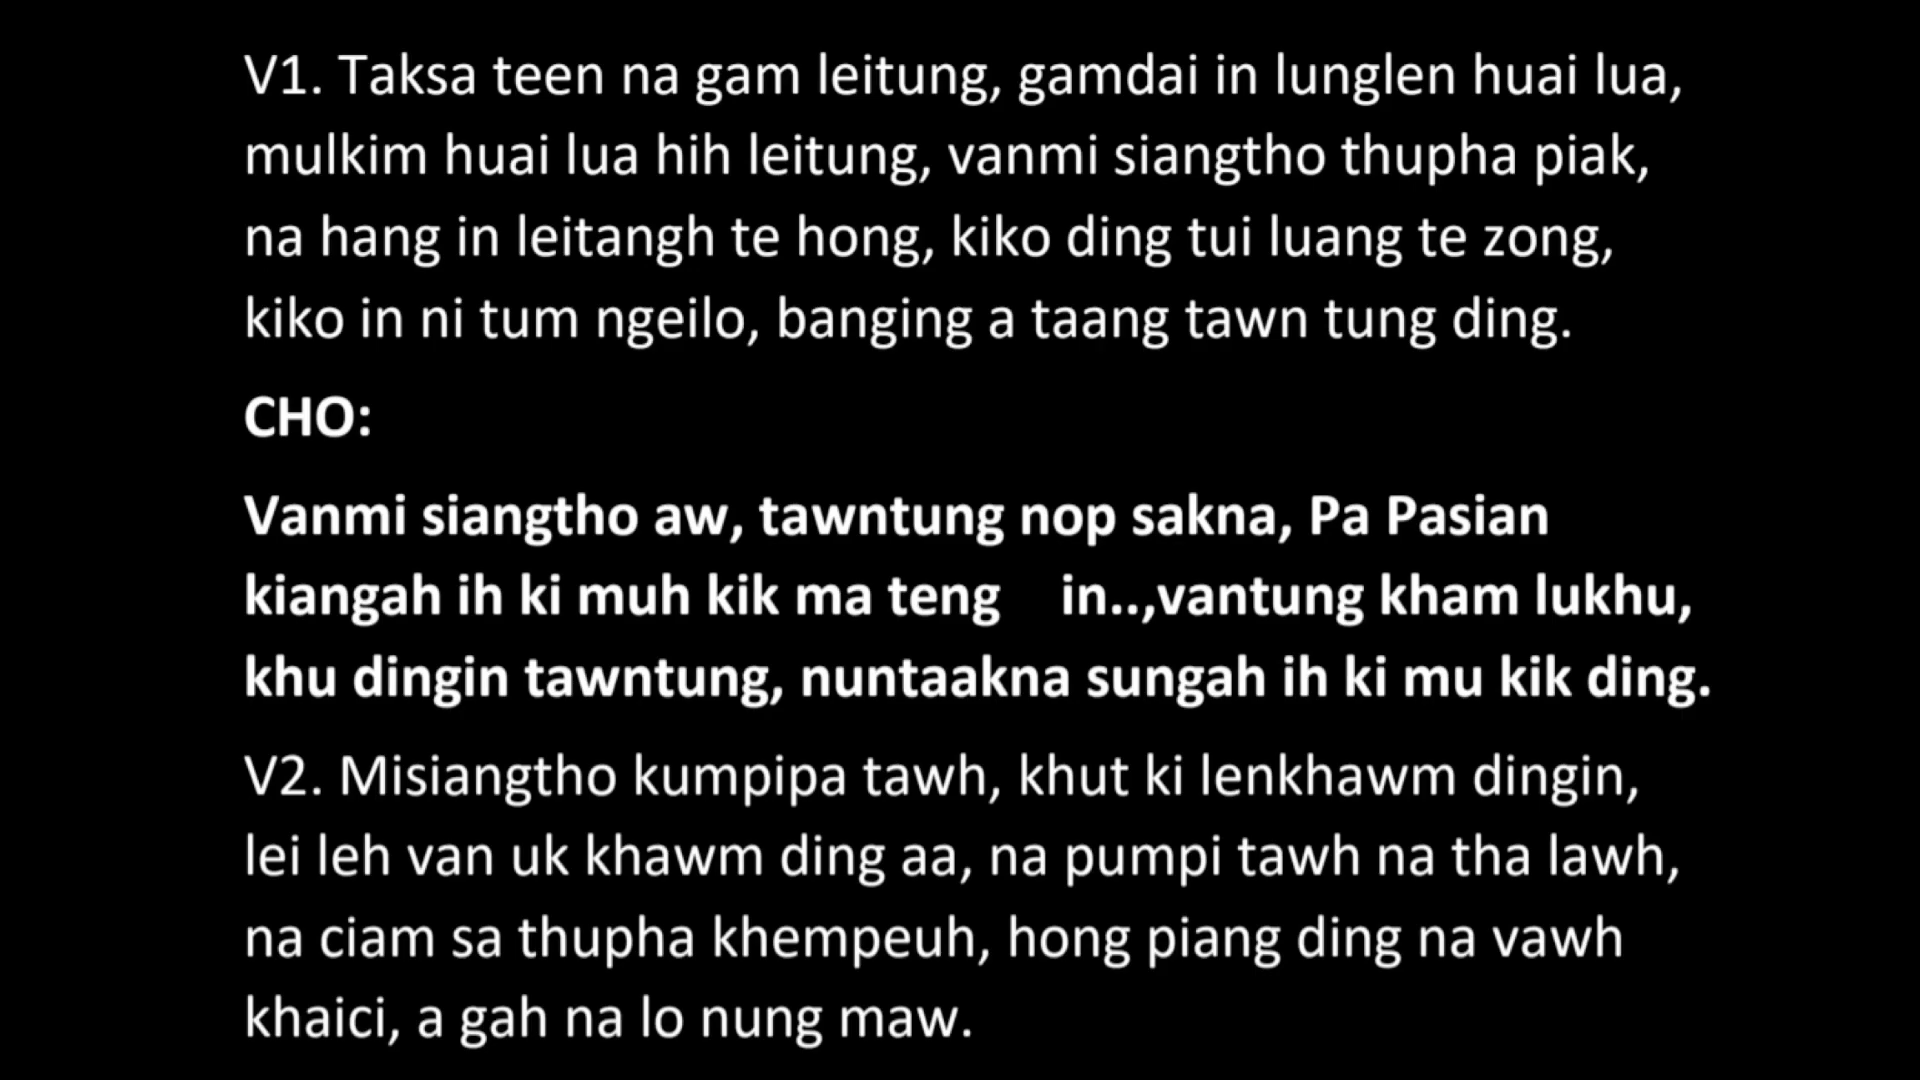 V1. Taksa teen na gam leitung, gamdai in lunglen huai lua,
mulkim huai lua hih leitung, vanmi siangtho thupha piak,
na hang in leitangh te hong, kiko ding tui luang te zong,
kiko in ni tum ngeilo, banging a taang tawn tung ding.
CHO:
Vanmi siangtho aw, tawntung nop sakna, Pa Pasian
kiangah ih ki muh kik ma teng in..,vantung kham lukhu,
khu dingin tawntung, nuntaakna sungah ih ki mu kik ding.
V2. Misiangtho kumpipa tawh, khut ki lenkhawm dingin,
lei leh van uk khawm ding aa, na pumpi tawh na tha lawh,
na ciam sa thupha khempeuh, hong piang ding na vawh
khaici, a gah na lo nung maw.